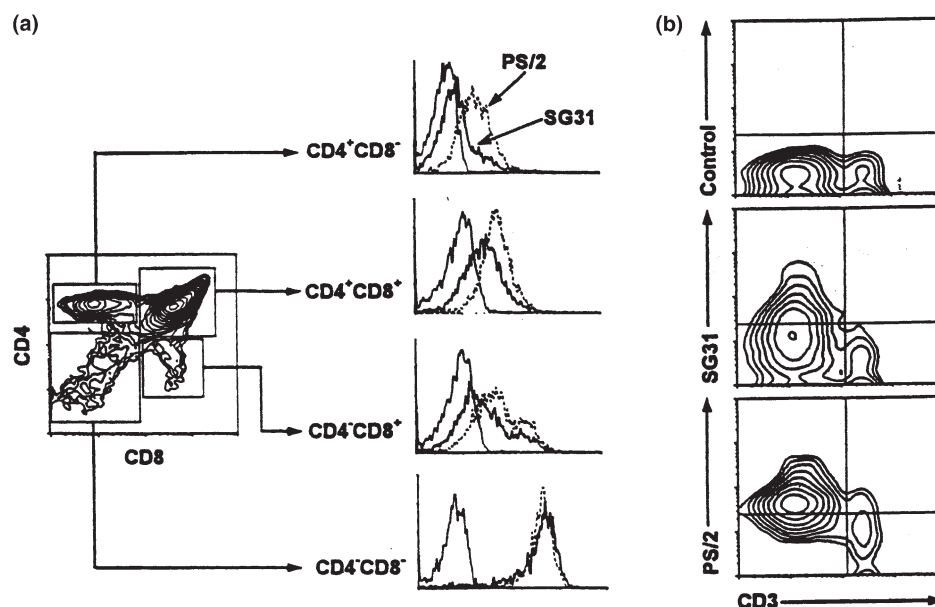 (a)
PS/2
SG31
CD4⁺CD8⁻
CD4⁺CD8⁺
CD4⁻CD8⁺
CD4⁻CD8⁻
CD4
CD8
(b)
Control
SG31
PS/2
CD3